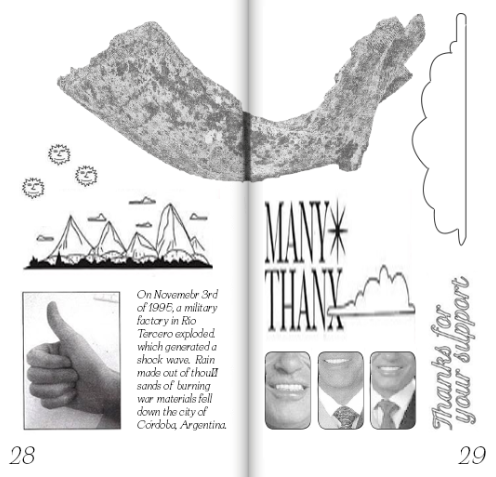 On Novemebr 3rd
of 1995, a military
factory in Río
Tercero exploded
which generated a
shock wave. Rain
made out of thou
sands of burning
war materials fell
down the city of
Córdoba, Argentina.
28
MANY
THANX
Thanks for
your support
29